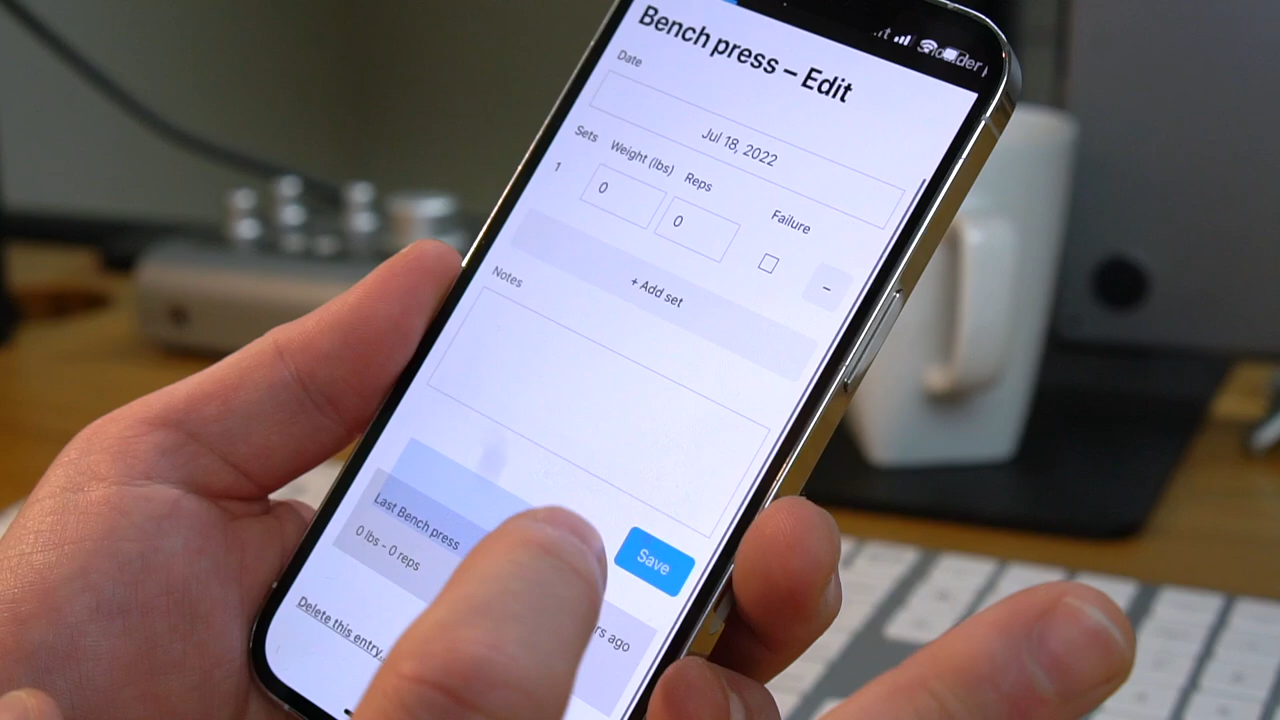 Bench press – Edit
Date
Jul 18, 2022
Sets Weight (lbs) Reps Failure
1 0 0 –
+ Add set
Notes
Save
Last Bench press
0 lbs - 0 reps
ago
Delete this entry